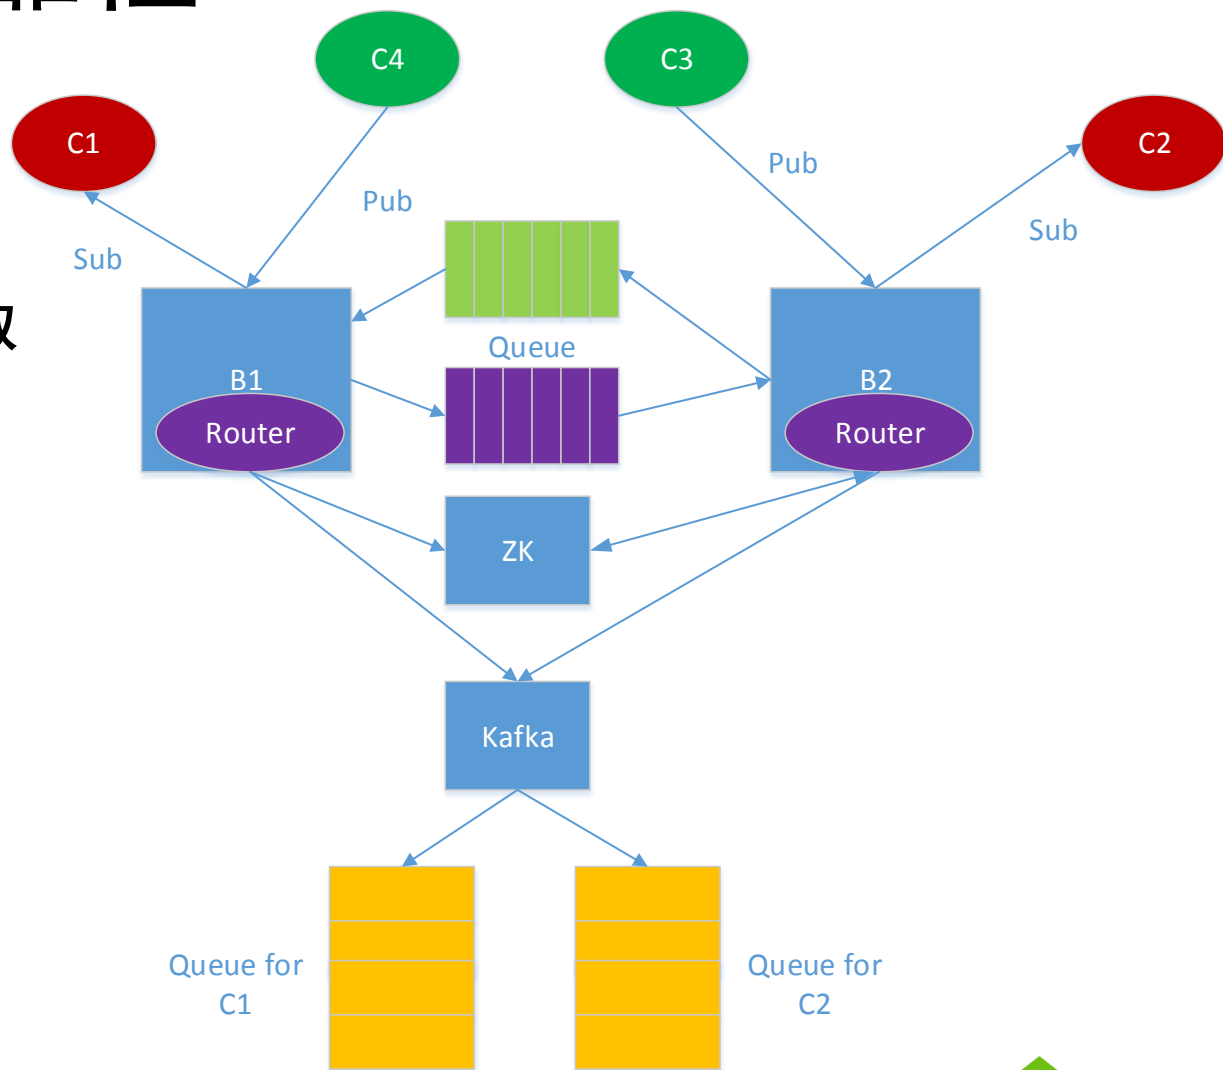 C4
C3
C1
C2
Pub
Pub
Sub
Sub
Queue
B1
B2
Router
Router
ZK
Kafka
Queue for
C1
Queue for
C2